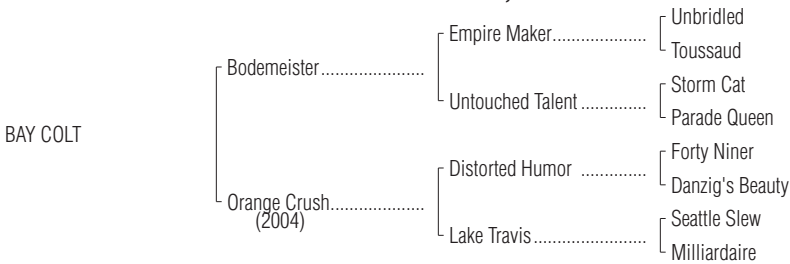 Unbridled
Empire Maker....................
Toussaud
Bodemeister......................
Storm Cat
Untouched Talent ..............
Parade Queen
BAY COLT
Forty Niner
Distorted Humor ..............
Danzig's Beauty
Orange Crush....................
(2004)
Seattle Slew
Lake Travis........................
Milliardaire